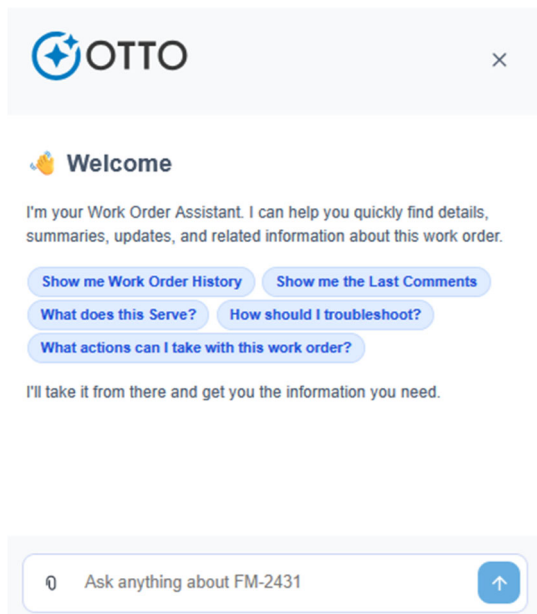 OTTO
Welcome
I'm your Work Order Assistant. I can help you quickly find details,
summaries, updates, and related information about this work order.
Show me Work Order History
Show me the Last Comments
What does this Serve?
How should I troubleshoot?
What actions can I take with this work order?
I'll take it from there and get you the information you need.
Ask anything about FM-2431